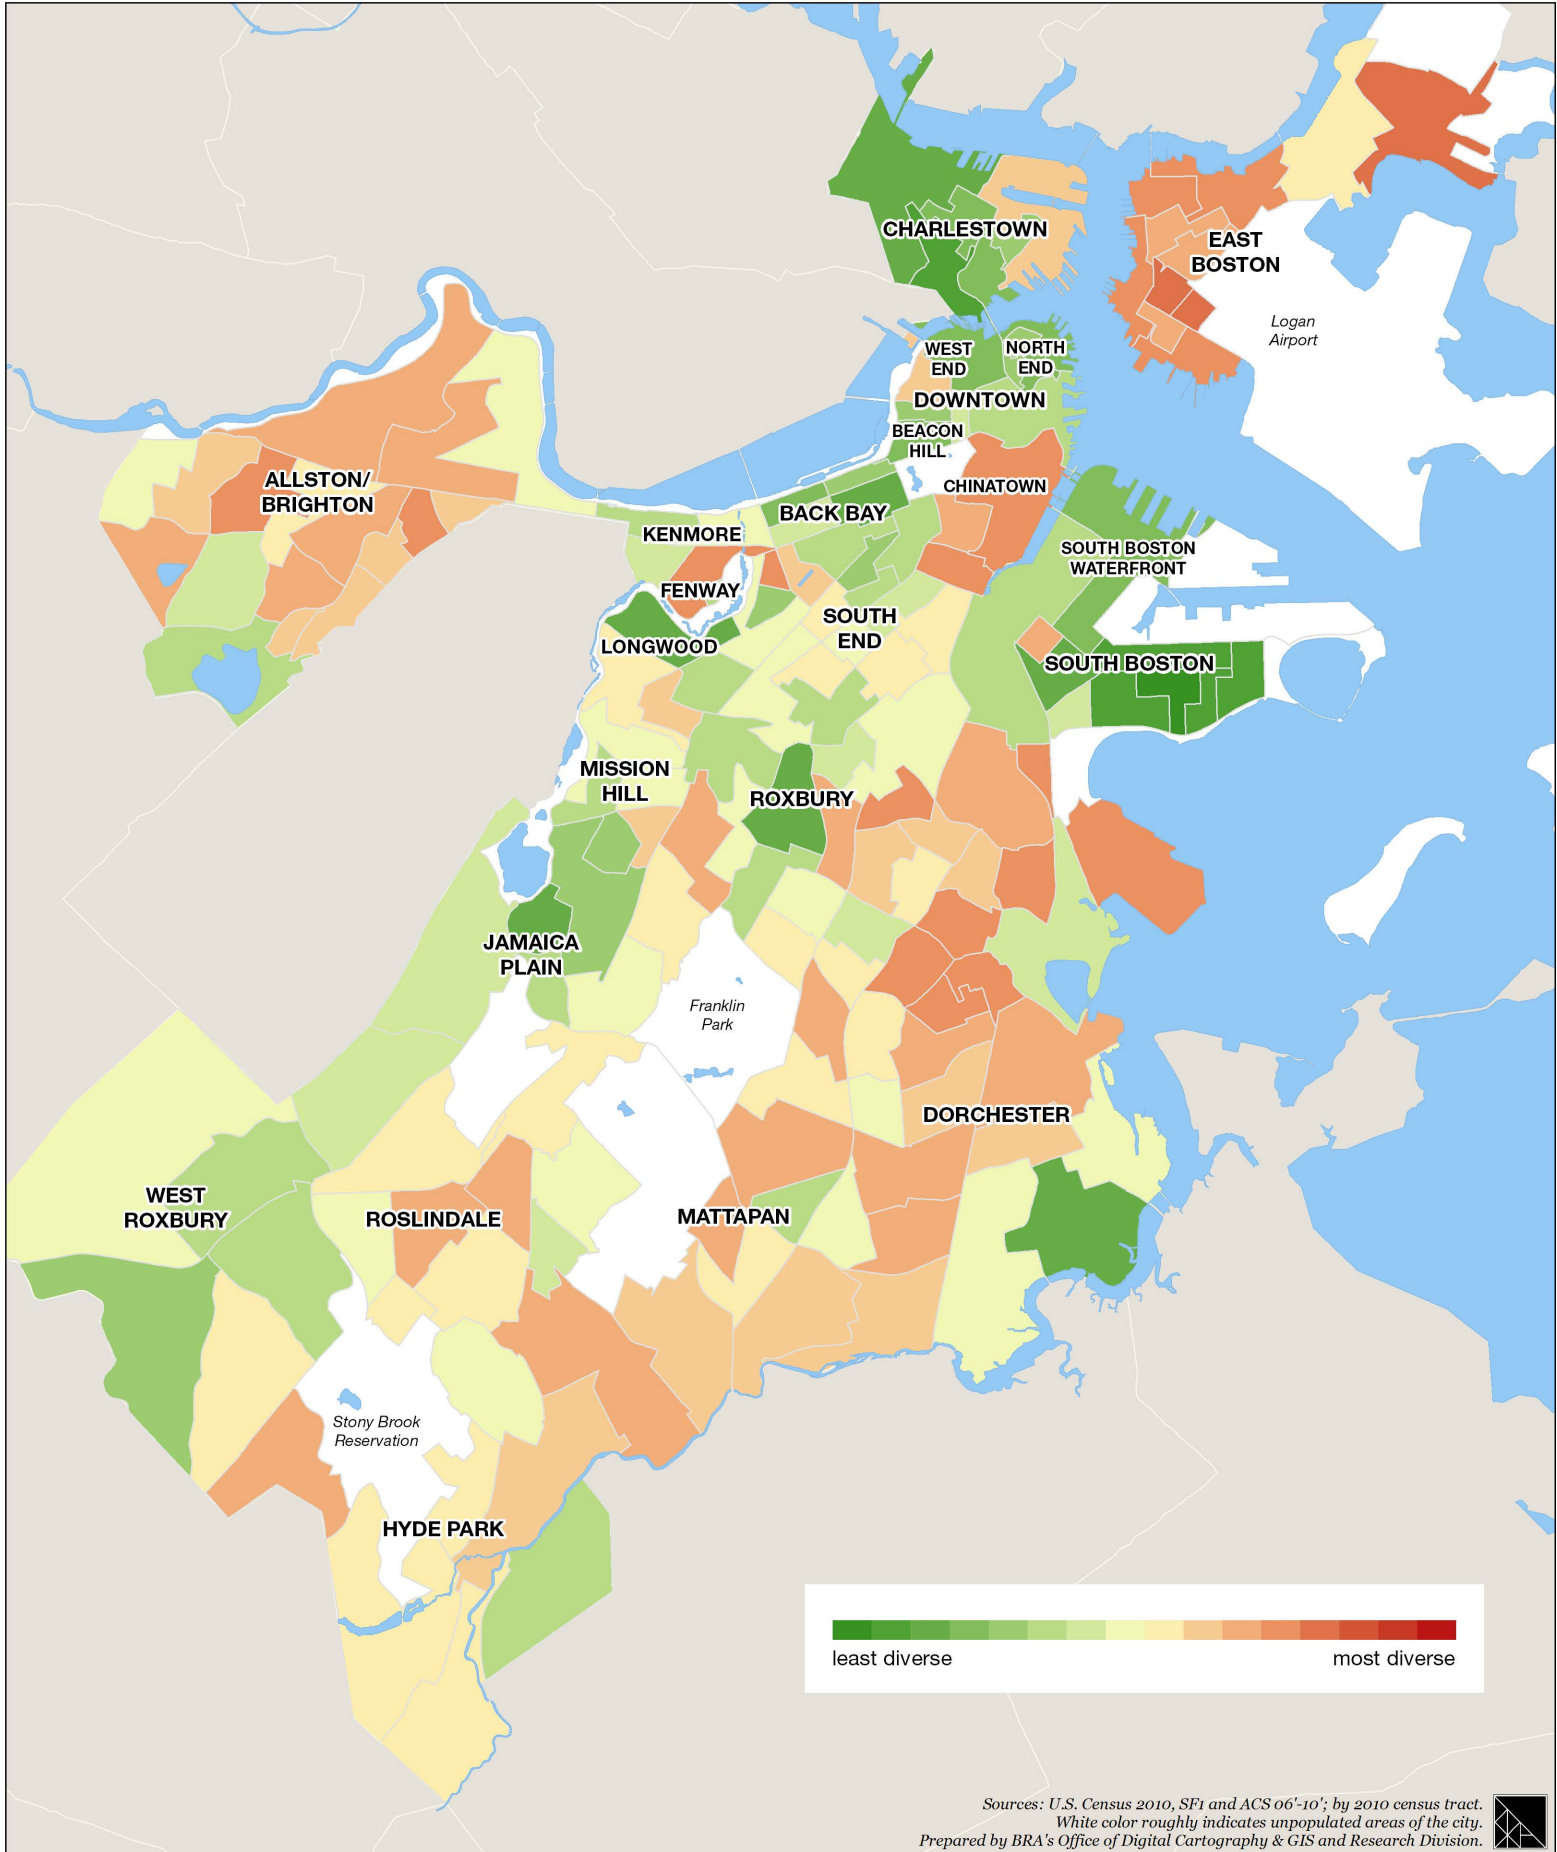 CHARLESTOWN
EAST
BOSTON
Logan
Airport
WEST
END
NORTH
END
DOWNTOWN
BEACON
HILL
ALLSTON/
BRIGHTON
CHINATOWN
BACK BAY
KENMORE
SOUTH BOSTON
WATERFRONT
FENWAY
SOUTH
END
LONGWOOD
SOUTH BOSTON
MISSION
HILL
ROXBURY
JAMAICA
PLAIN
Franklin
Park
DORCHESTER
WEST
ROXBURY
ROSLINDALE
MATTAPAN
Stony Brook
Reservation
HYDE PARK
least diverse
most diverse
Sources: U.S. Census 2010, SF1 and ACS 06'-10'; by 2010 census tract.
White color roughly indicates unpopulated areas of the city.
Prepared by BRA's Office of Digital Cartography & GIS and Research Division.